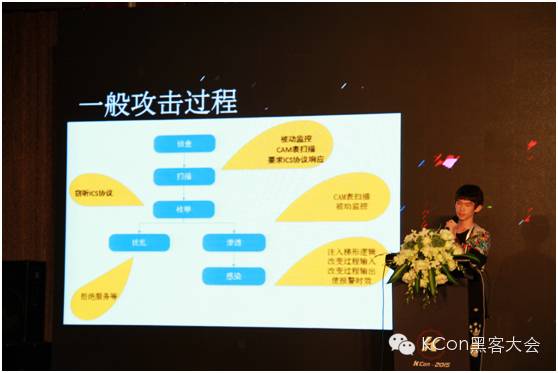 一般攻击过程
侦查
被动监控
CAM表扫描
要求ICS协议响应
扫描
窃听ICS协议
枚举
CAM表扫描
被动监控
扰乱
渗透
注入梯形逻辑
改变过程输入
改变过程输出
使报警时效
感染
拒绝服务等
KCon黑客大会
KCon·2015